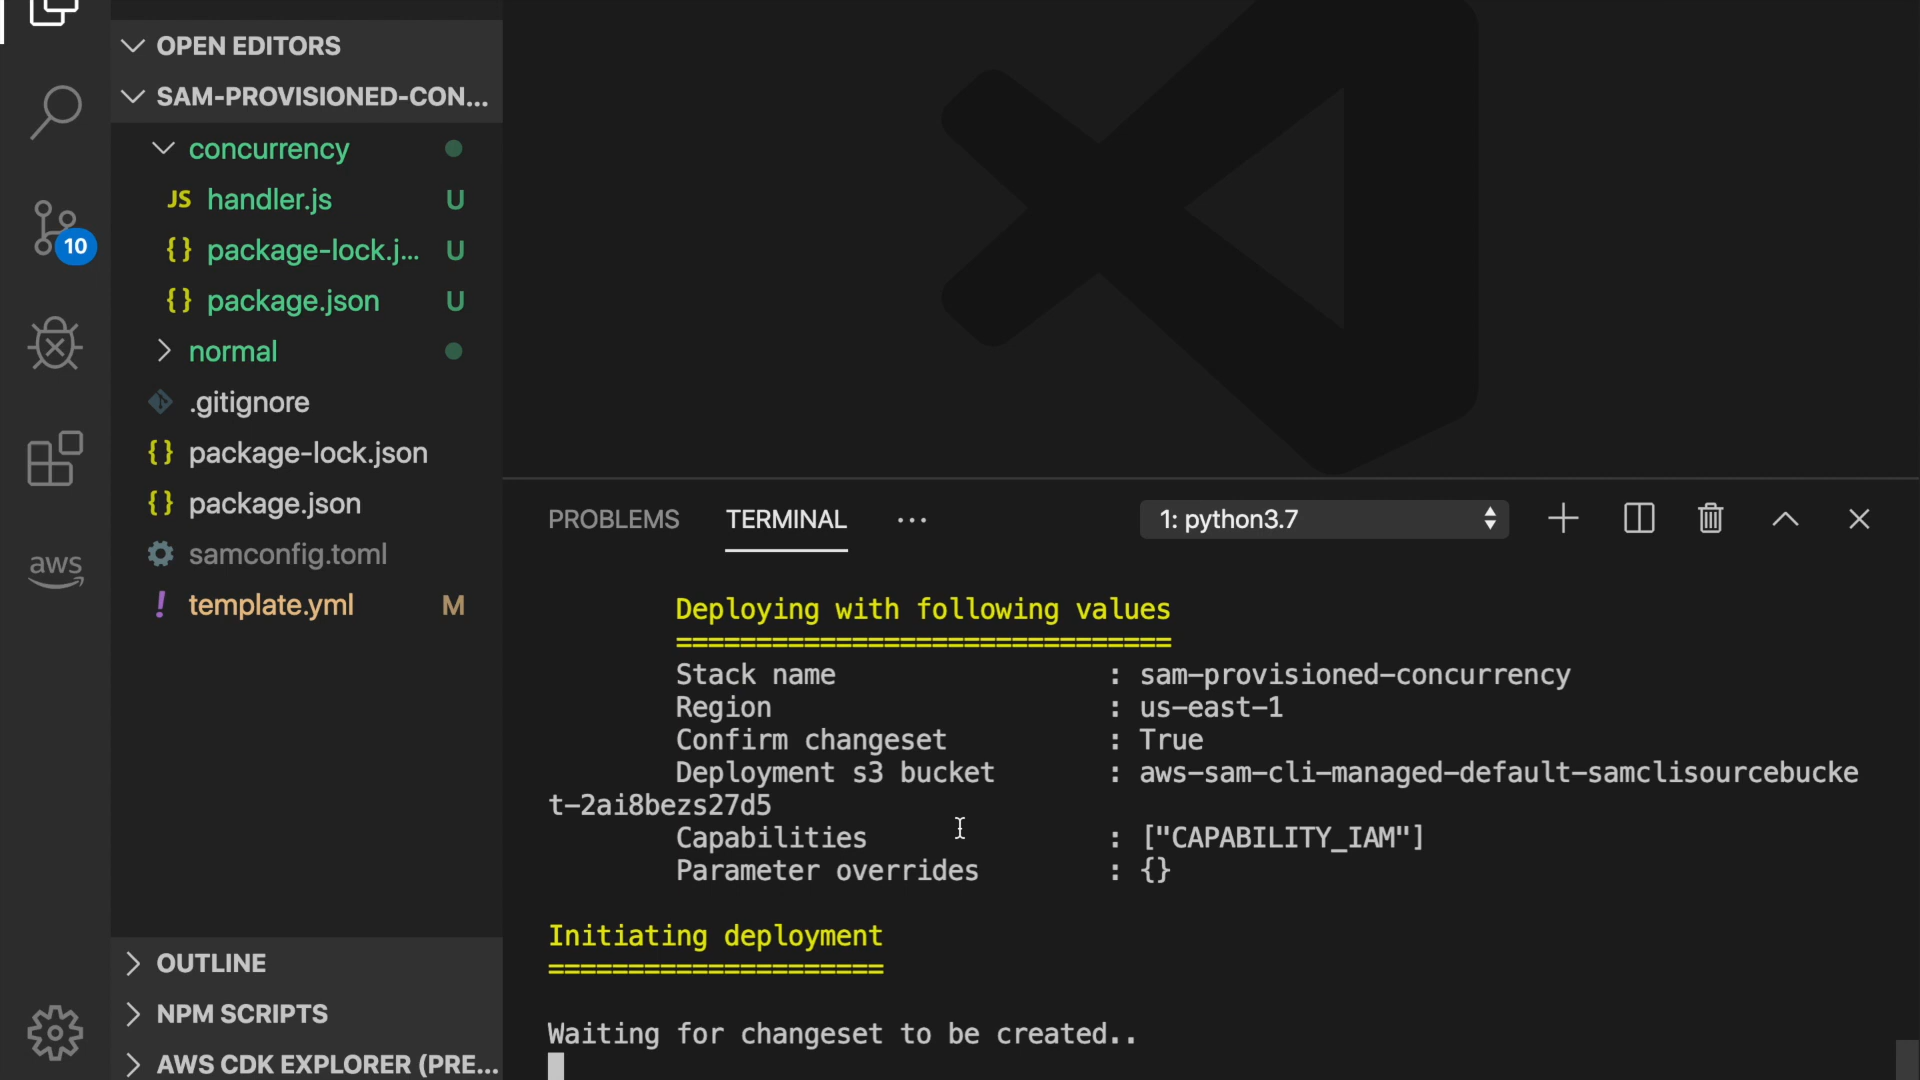 OPEN EDITORS
SAM-PROVISIONED-CON...
concurrency
JS handler.js U
{} package-lock.j... U
{} package.json U
10
normal
.gitignore
{} package-lock.json
{} package.json
aws
samconfig.toml
! template.yml M
OUTLINE
NPM SCRIPTS
AWS CDK EXPLORER (PRE...
PROBLEMS TERMINAL ··· 1: python3.7
Deploying with following values
===============================
Stack name : sam-provisioned-concurrency
Region : us-east-1
Confirm changeset : True
Deployment s3 bucket : aws-sam-cli-managed-default-samclisourcebucke
t-2ai8bezs27d5
Capabilities : ["CAPABILITY_IAM"]
Parameter overrides : {}
Initiating deployment
=====================
Waiting for changeset to be created..